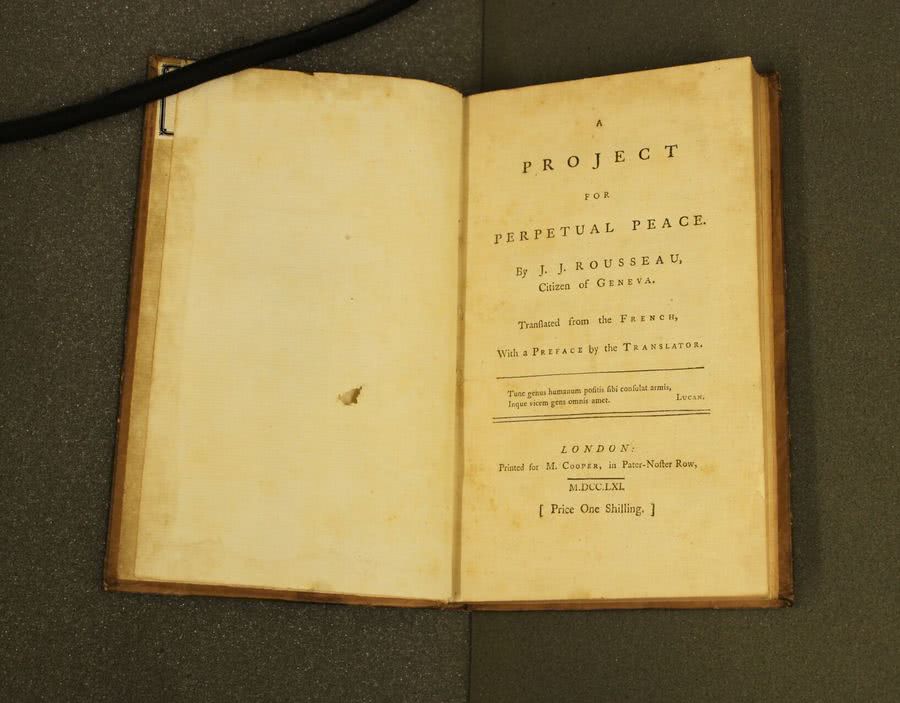 A
PROJECT
FOR
PERPETUAL PEACE.
By J. J. ROUSSEAU,
Citizen of GENEVA.
Tranſlated from the FRENCH,
With a PREFACE by the TRANSLATOR.
Tunc genus humanum poſitis ſibi conſulat armis,
Inque vicem gens omnis amet. LUCAN.
LONDON:
Printed for M. COOPER, in Pater-Noſter Row,
M.DCC.LXI.
[ Price One Shilling. ]